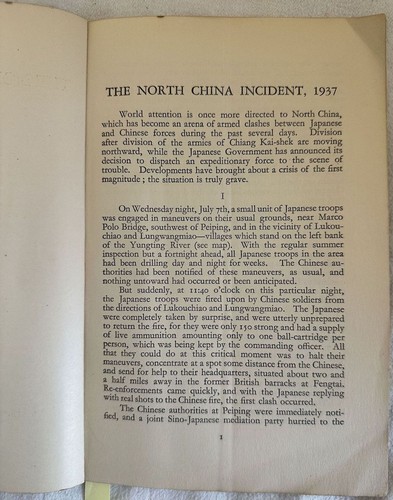 THE NORTH CHINA INCIDENT, 1937
World attention is once more directed to North China,
which has become an arena of armed clashes between Japanese
and Chinese forces during the past several days. Division
after division of the armies of Chiang Kai-shek are moving
northward, while the Japanese Government has announced its
decision to dispatch an expeditionary force to the scene of
trouble. Developments have brought about a crisis of the first
magnitude ; the situation is truly grave.
I
On Wednesday night, July 7th, a small unit of Japanese troops
was engaged in maneuvers on their usual grounds, near Marco
Polo Bridge, southwest of Peiping, and in the vicinity of Lukou-
chiao and Lungwangmiao—villages which stand on the left bank
of the Yungting River (see map). With the regular summer
inspection but a fortnight ahead, all Japanese troops in the area
had been drilling day and night for weeks. The Chinese au-
thorities had been notified of these maneuvers, as usual, and
nothing untoward had occurred or been anticipated.
But suddenly, at 11:40 o'clock on this particular night,
the Japanese troops were fired upon by Chinese soldiers from
the directions of Lukouchiao and Lungwangmiao. The Japanese
were completely taken by surprise, and were utterly unprepared
to return the fire, for they were only 150 strong and had a supply
of live ammunition amounting only to one ball-cartridge per
person, which was being kept by the commanding officer. All
that they could do at this critical moment was to halt their
maneuvers, concentrate at a spot some distance from the Chinese,
and send for help to their headquarters, situated about two and
a half miles away in the former British barracks at Fengtai.
Re-enforcements came quickly, and with the Japanese replying
with real shots to the Chinese fire, the first clash occurred.
The Chinese authorities at Peiping were immediately noti-
fied, and a joint Sino-Japanese mediation party hurried to the
1